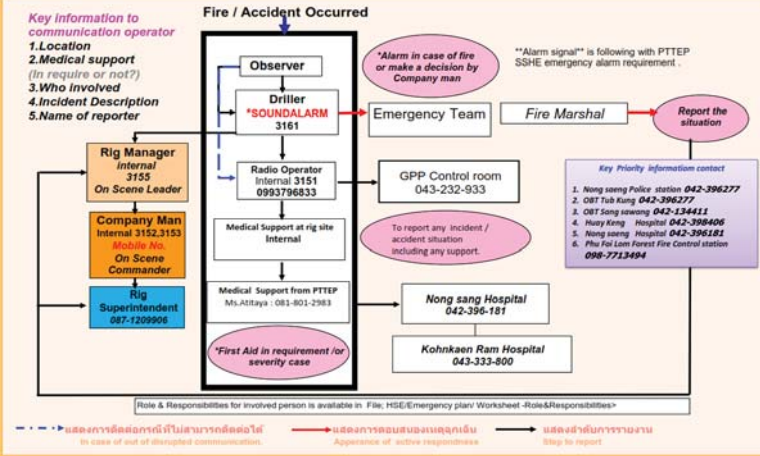 Fire / Accident Occurred
Key information to
communication operator
1.Location
2.Medical support
(In require or not?)
3.Who involved
4.Incident Description
5.Name of reporter
Observer
Driller
*SOUNDALARM
3161
*Alarm in case of fire
or make a decision by
Company man
**Alarm signal** is following with PTTEP
SSHE emergency alarm requirement .
Emergency Team
Fire Marshal
Report the
situation
Rig Manager
internal
3155
On Scene Leader
Radio Operator
Internal 3151
0993796833
GPP Control room
043-232-933
Key Priority informatiom contact
1. Nong saeng Police station 042-396277
2. OBT Tub Kung 042-396277
3. OBT Sang sawang 042-134411
4. Huay Keng Hospital 042-398406
5. Nong saeng Hospital 042-396181
6. Phu Foi Lom Forest Fire Control station
098-7713494
Company Man
Internal 3152,3153
Mobile No.
On Scene
Commander
Medical Support at rig site
Internal
To report any incident /
accident situation
including any support.
Rig
Superintendent
087-1209906
Medical Support from PTTEP
Ms.Atitaya : 081-801-2983
Nong sang Hospital
042-396-181
*First Aid in requirement /or
severity case
Kohnkaen Ram Hospital
043-333-800
Role & Responsibilities for involved person is available in File; HSE/Emergency plan/ Worksheet -Role&Responsibilities>
แสดงการติดต่อกรณีที่ไม่สามารถติดต่อได้
In case of out of disrupted communication.
แสดงการตอบสนองเหตุฉุกเฉิน
Apperance of active respondness
แสดงลำดับการรายงาน
Step to report